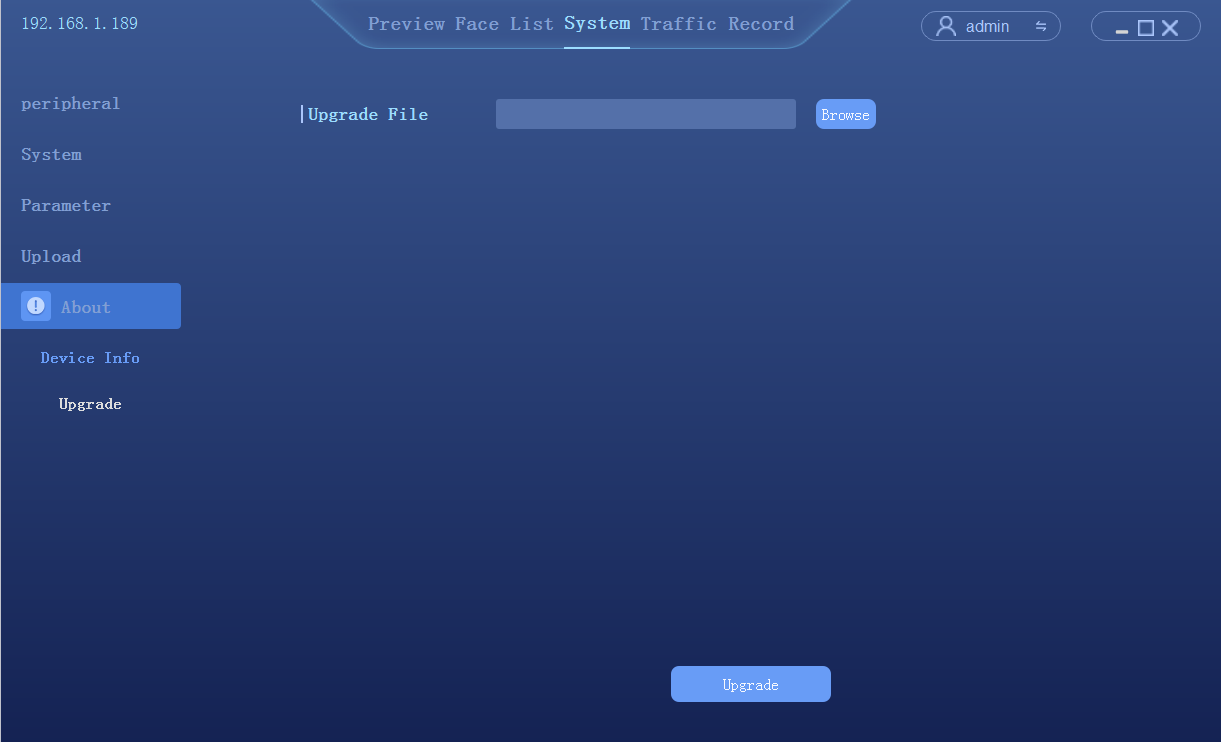 192.168.1.189
Preview Face List System Traffic Record
admin
peripheral
Upgrade File
Browse
System
Parameter
Upload
About
Device Info
Upgrade
Upgrade